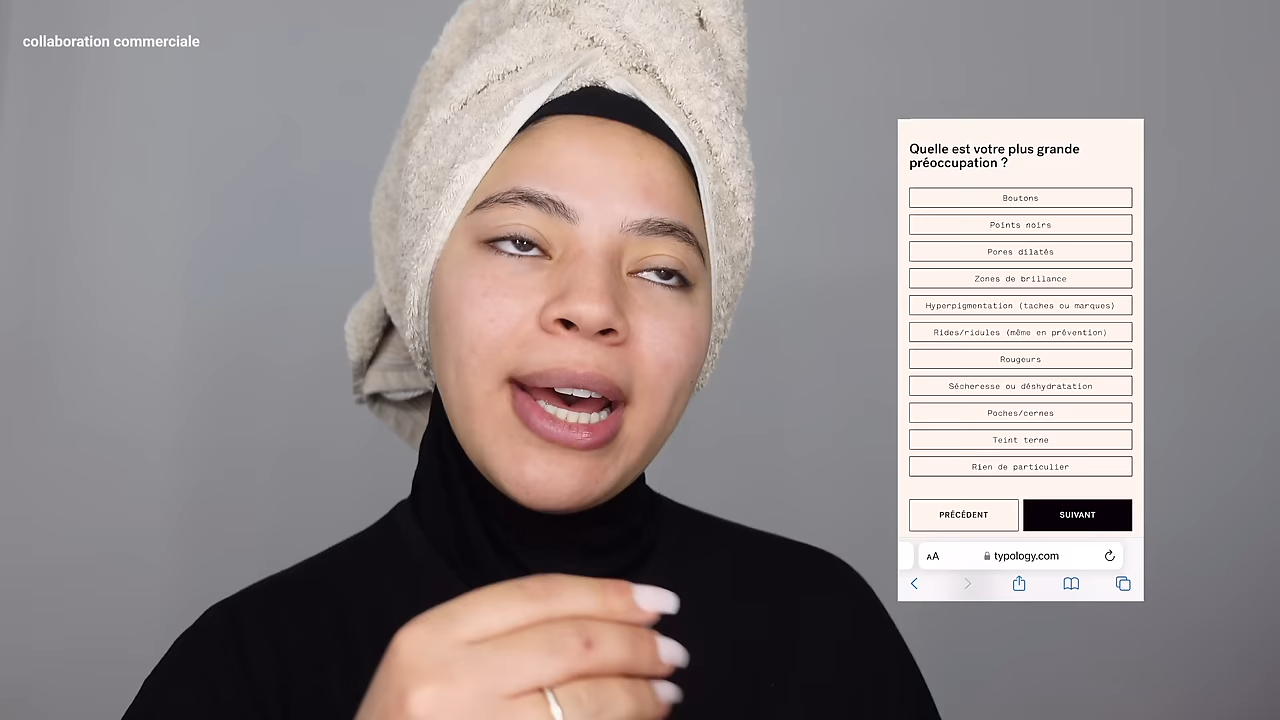 collaboration commerciale
Quelle est votre plus grande
préoccupation ?
Boutons
Points noirs
Pores dilatés
Zones de brillance
Hyperpigmentation (taches ou marques)
Rides/ridules (même en prévention)
Rougeurs
Sécheresse ou déshydratation
Poches/cernes
Teint terne
Rien de particulier
PRÉCÉDENT SUIVANT
AA typology.com